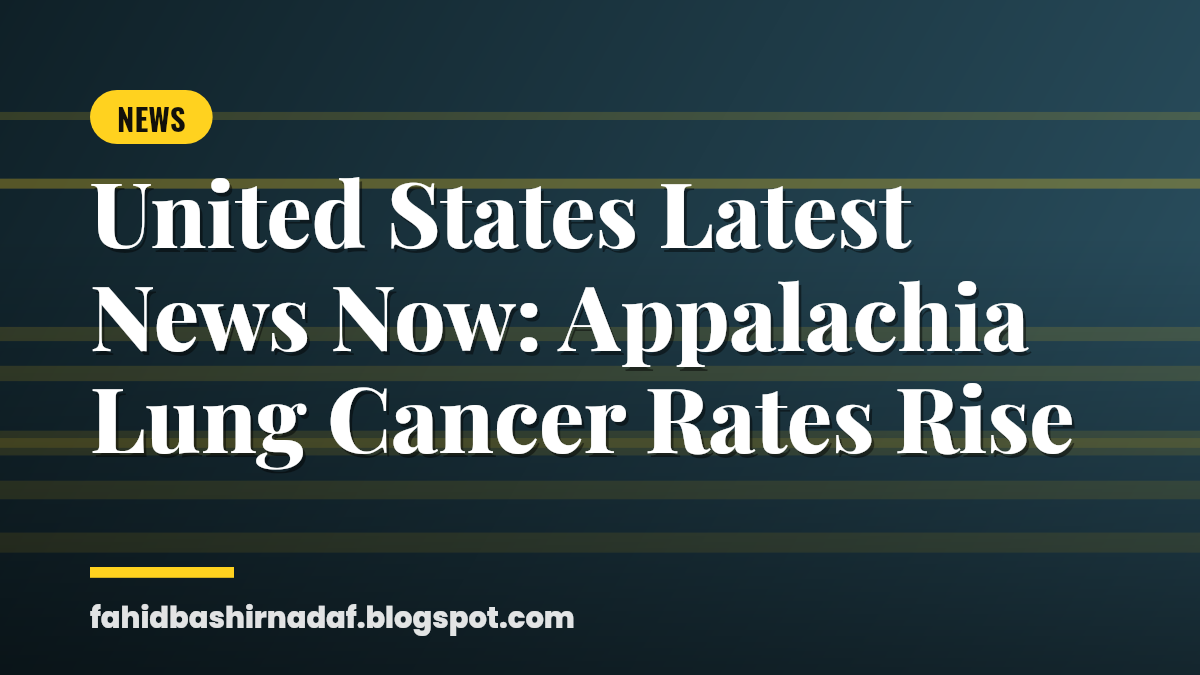 NEWS
United States Latest
News Now: Appalachia
Lung Cancer Rates Rise
fahidbashirnadaf.blogspot.com